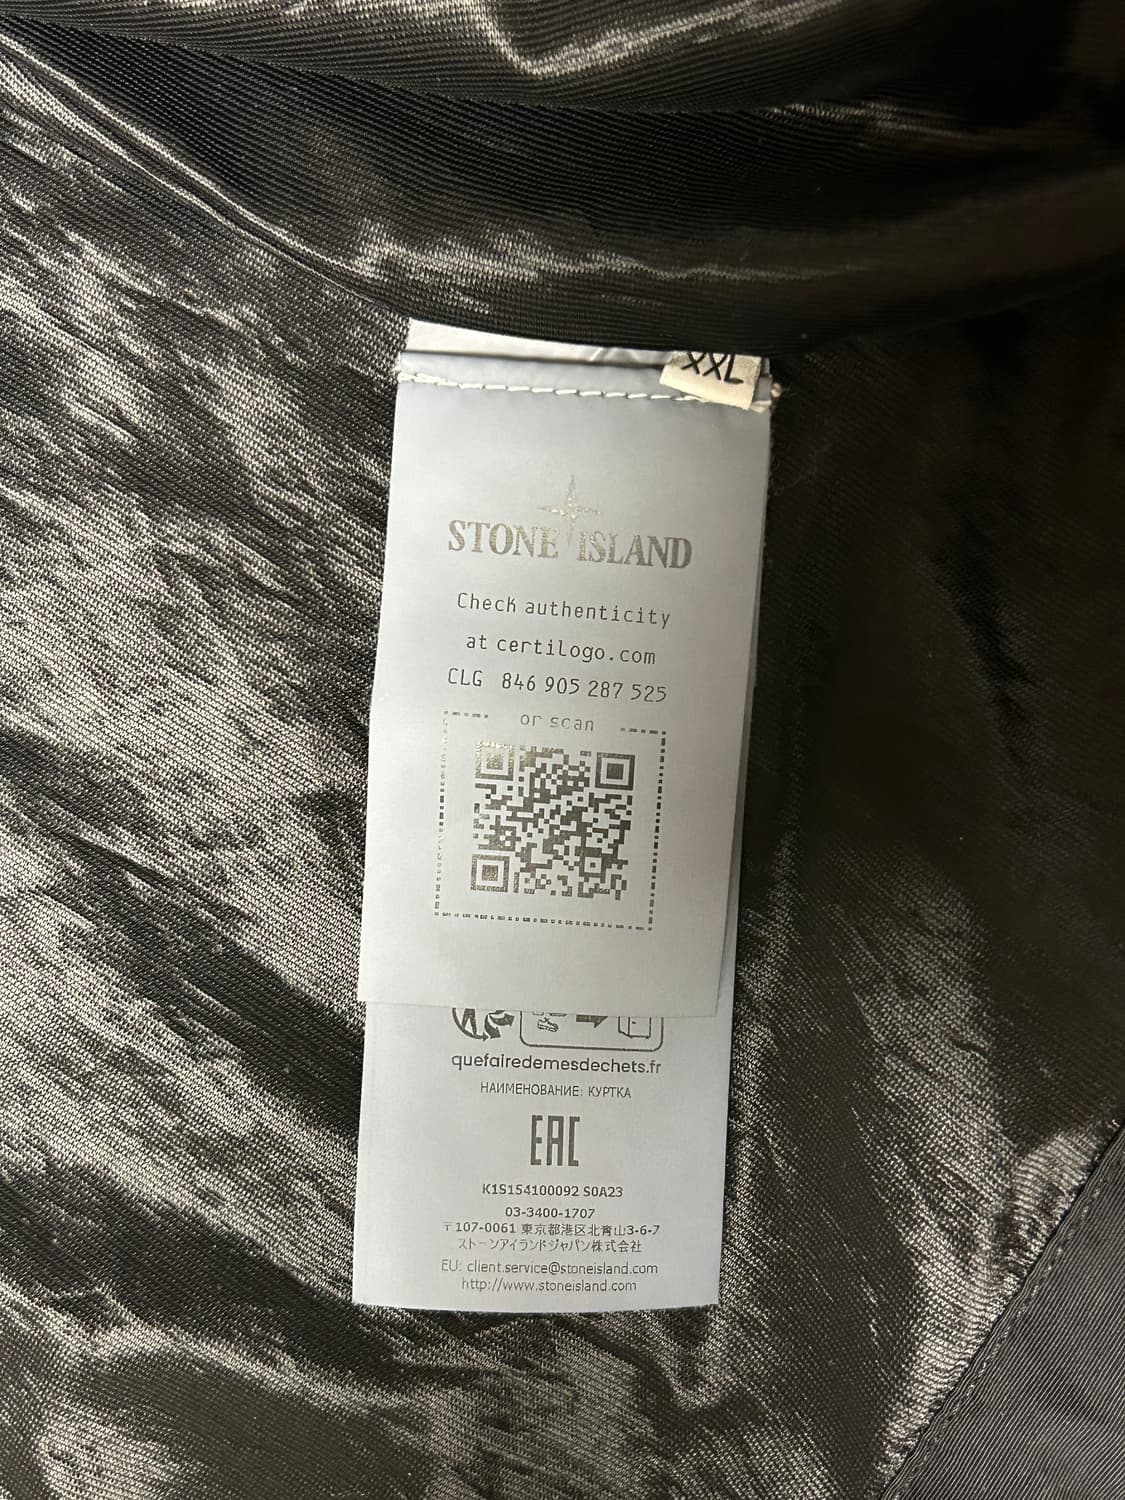 XXL
STONE ISLAND
Check authenticity
at certilogo.com
CLG 846 905 287 525
or scan
quefairedemesdechets.fr
НАИМЕНОВАНИЕ: КУРТКА
EAC
K1S154100092 S0A23
03-3400-1707
〒107-0061 東京都港区北青山3-6-7
ストーンアイランドジャパン株式会社
EU: client.service@stoneisland.com
http://www.stoneisland.com